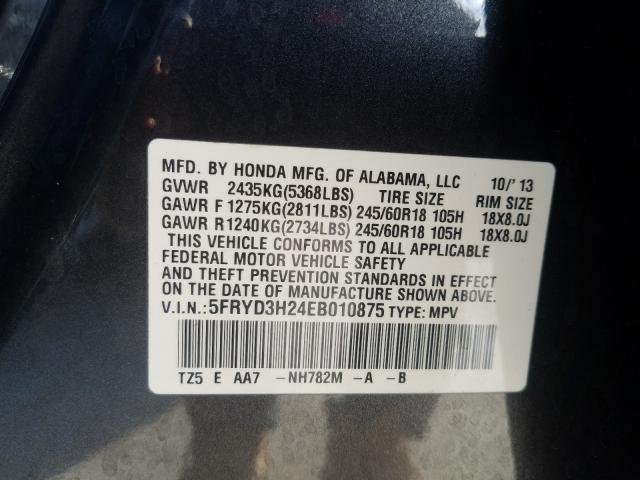 MFD. BY HONDA MFG. OF ALABAMA, LLC 10/'13
GVWR 2435KG(5368LBS) TIRE SIZE RIM SIZE
GAWR F 1275KG(2811LBS) 245/60R18 105H 18X8.0J
GAWR R1240KG(2734LBS) 245/60R18 105H 18X8.0J
THIS VEHICLE CONFORMS TO ALL APPLICABLE
FEDERAL MOTOR VEHICLE SAFETY
AND THEFT PREVENTION STANDARDS IN EFFECT
ON THE DATE OF MANUFACTURE SHOWN ABOVE.
V.I.N.: 5FRYD3H24EB010875 TYPE: MPV
TZ5 E AA7 -NH782M -A -B